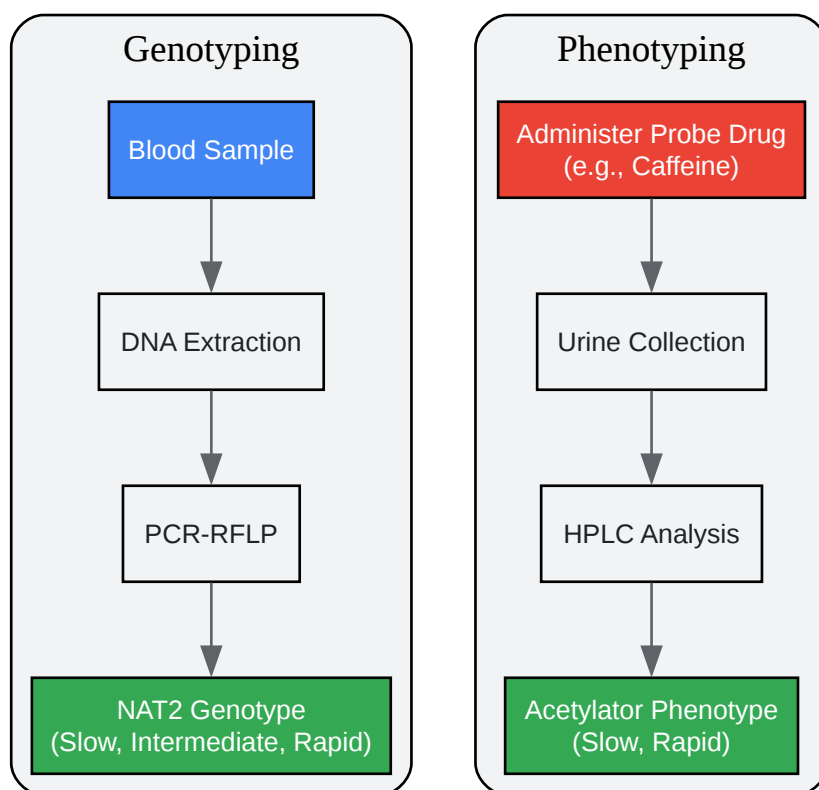 Genotyping
Blood Sample
DNA Extraction
PCR-RFLP
NAT2 Genotype
(Slow, Intermediate, Rapid)
Phenotyping
Administer Probe Drug
(e.g., Caffeine)
Urine Collection
HPLC Analysis
Acetylator Phenotype
(Slow, Rapid)